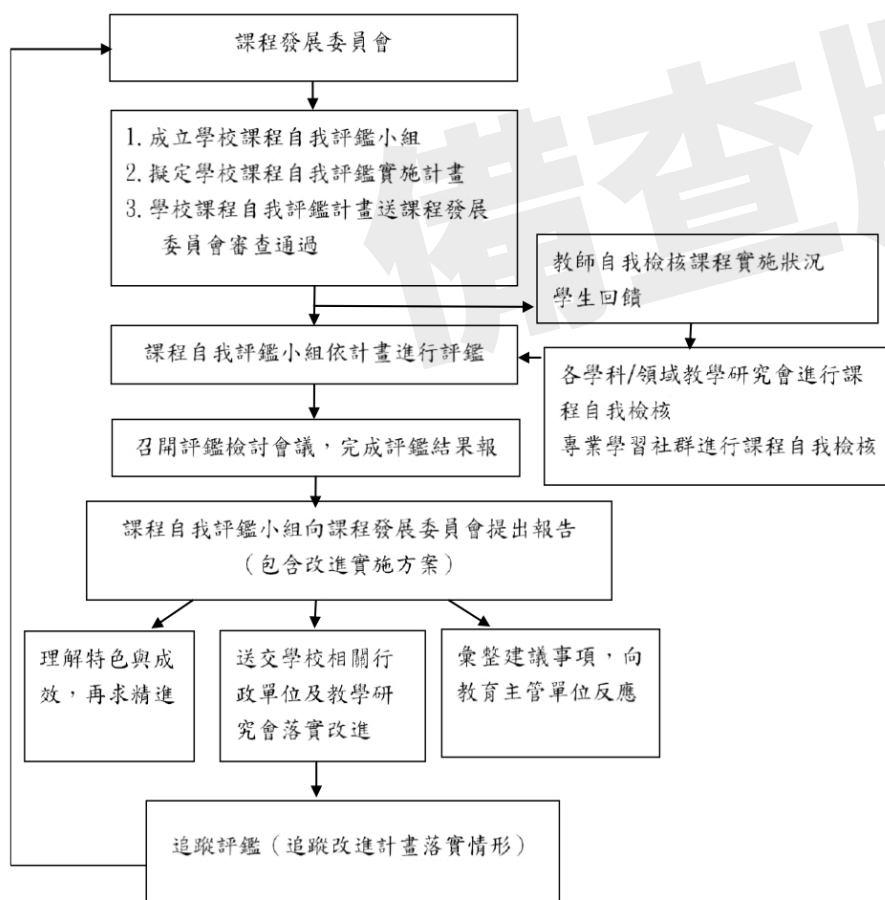 備查版
課程發展委員會
1. 成立學校課程自我評鑑小組
2. 擬定學校課程自我評鑑實施計畫
3. 學校課程自我評鑑計畫送課程發展
委員會審查通過
教師自我檢核課程實施狀況
學生回饋
課程自我評鑑小組依計畫進行評鑑
各學科/領域教學研究會進行課
程自我檢核
專業學習社群進行課程自我檢核
召開評鑑檢討會議，完成評鑑結果報
課程自我評鑑小組向課程發展委員會提出報告
（包含改進實施方案）
理解特色與成
效，再求精進
送交學校相關行
政單位及教學研
究會落實改進
彙整建議事項，向
教育主管單位反應
追蹤評鑑（追蹤改進計畫落實情形）